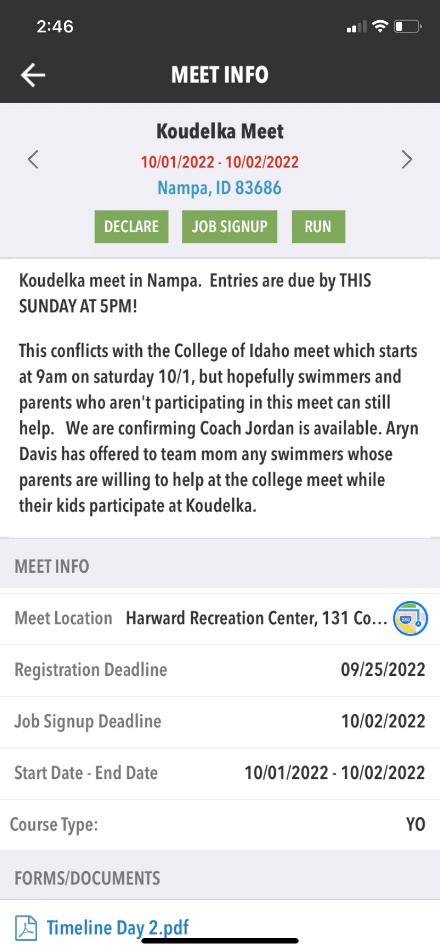 2:46
MEET INFO
Koudelka Meet
10/01/2022 - 10/02/2022
Nampa, ID 83686
DECLARE JOB SIGNUP RUN
Koudelka meet in Nampa.  Entries are due by THIS
SUNDAY AT 5PM!
This conflicts with the College of Idaho meet which starts
at 9am on saturday 10/1, but hopefully swimmers and
parents who aren't participating in this meet can still
help.   We are confirming Coach Jordan is available. Aryn
Davis has offered to team mom any swimmers whose
parents are willing to help at the college meet while
their kids participate at Koudelka.
MEET INFO
Meet Location Harward Recreation Center, 131 Co...
Registration Deadline 09/25/2022
Job Signup Deadline 10/02/2022
Start Date - End Date 10/01/2022 - 10/02/2022
Course Type: YO
FORMS/DOCUMENTS
Timeline Day 2.pdf